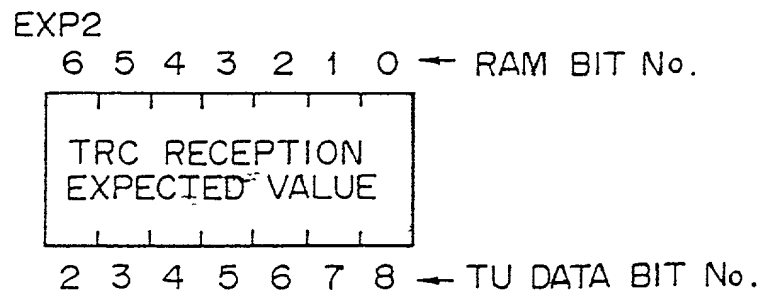 EXP2
6 5 4 3 2 1 0 ← RAM BIT No.
TRC RECEPTION
EXPECTED VALUE
2 3 4 5 6 7 8 ← TU DATA BIT No.